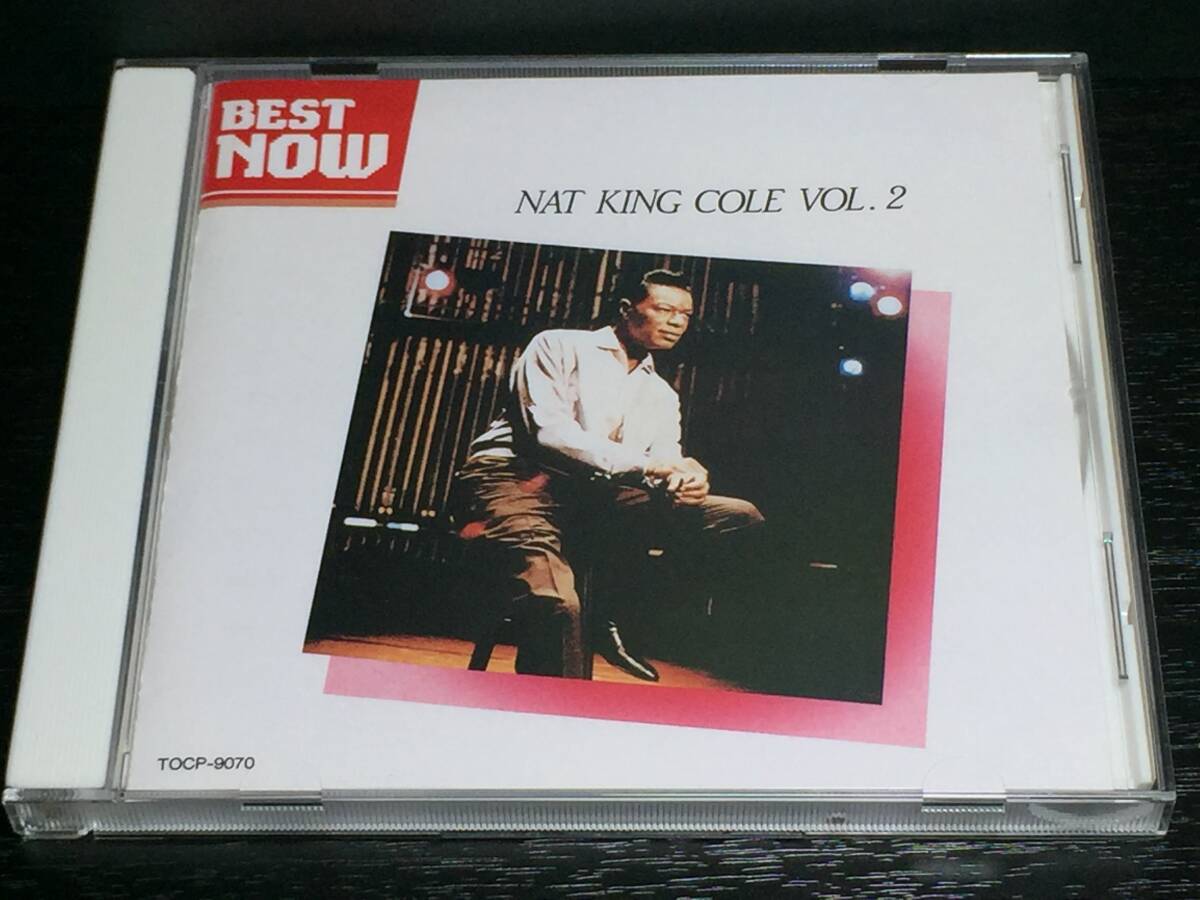 BEST
NOW
NAT KING COLE VOL. 2
TOCP-9070